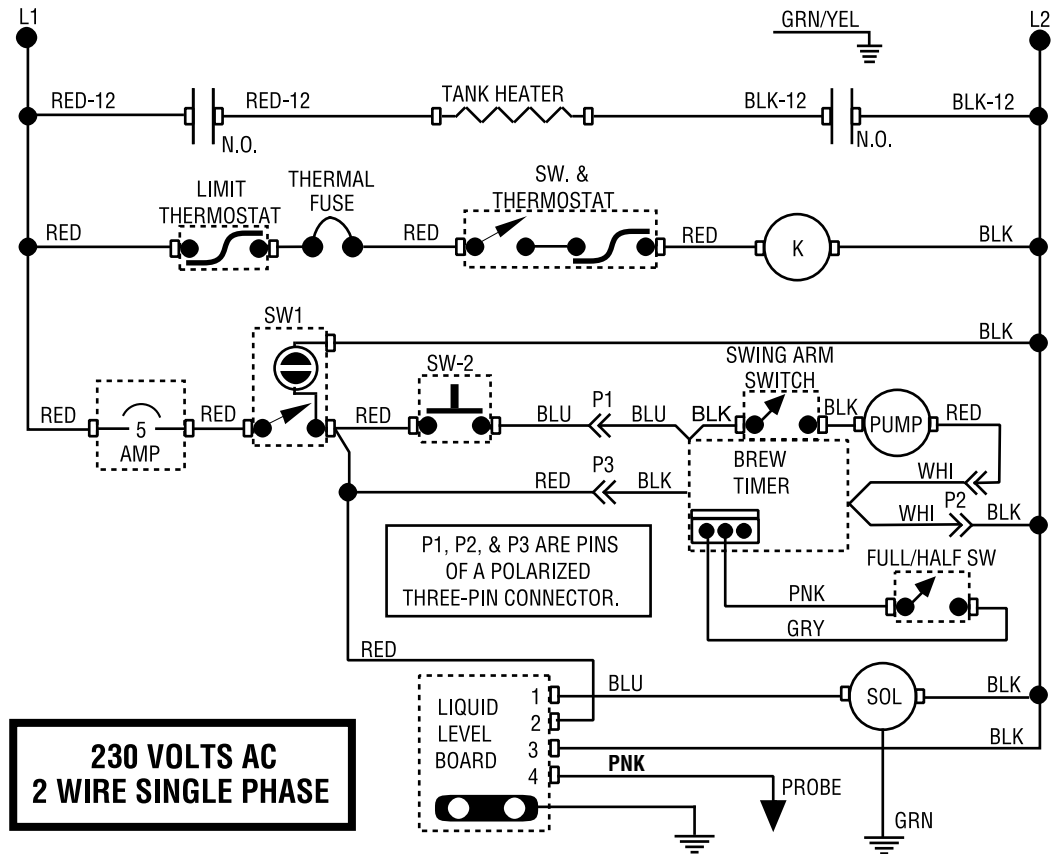 L1
GRN/YEL
L2
RED-12
RED-12
TANK HEATER
BLK-12
BLK-12
N.O.
N.O.
LIMIT
THERMOSTAT
THERMAL
FUSE
SW. &
THERMOSTAT
RED
RED
RED
K
BLK
SW1
BLK
SW-2
SWING ARM
SWITCH
RED
5
AMP
RED
RED
BLU
P1
BLU
BLK
BLK
PUMP
RED
BREW
TIMER
P3
RED
BLK
WHI
WHI
P2
BLK
P1, P2, & P3 ARE PINS
OF A POLARIZED
THREE-PIN CONNECTOR.
FULL/HALF SW
PNK
GRY
RED
LIQUID
LEVEL
BOARD
1
2
3
4
BLU
SOL
BLK
BLK
PNK
PROBE
GRN
230 VOLTS AC
2 WIRE SINGLE PHASE